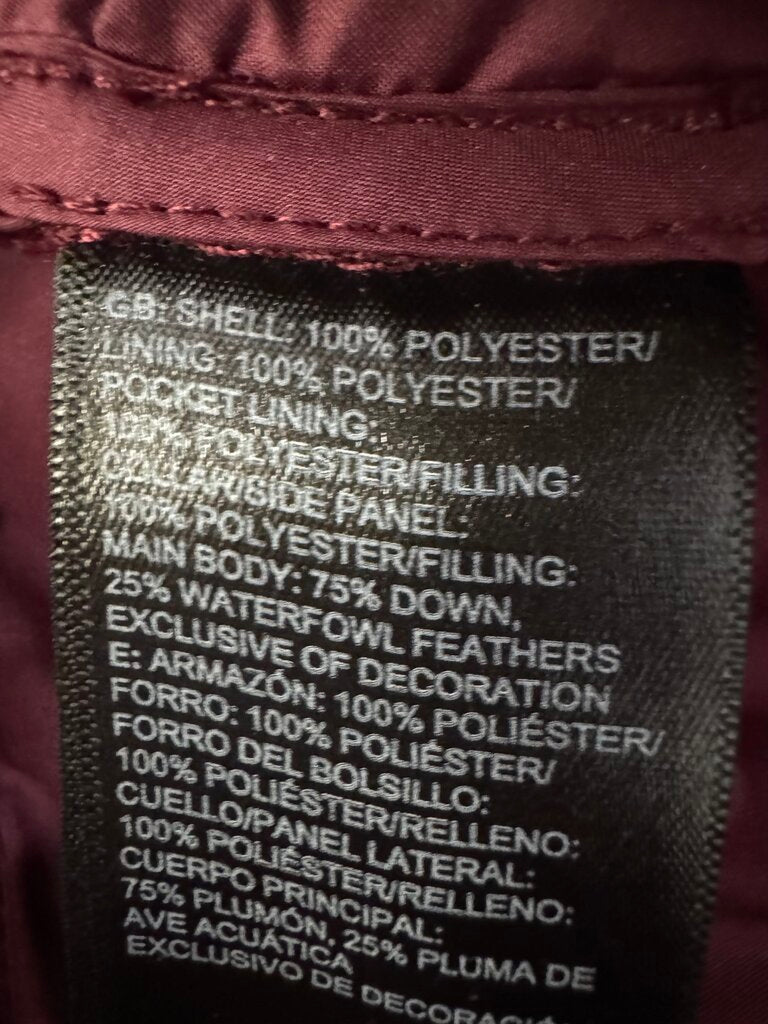 GB: SHELL: 100% POLYESTER/
LINING: 100% POLYESTER/
POCKET LINING:
100% POLYESTER/FILLING:
COLLAR/SIDE PANEL:
100% POLYESTER/FILLING:
MAIN BODY: 75% DOWN,
25% WATERFOWL FEATHERS
EXCLUSIVE OF DECORATION
E: ARMAZÓN: 100% POLIÉSTER/
FORRO: 100% POLIÉSTER/
FORRO DEL BOLSILLO:
100% POLIÉSTER/RELLENO:
CUELLO/PANEL LATERAL:
100% POLIÉSTER/RELLENO:
CUERPO PRINCIPAL:
75% PLUMÓN, 25% PLUMA DE
AVE ACUÁTICA
EXCLUSIVO DE